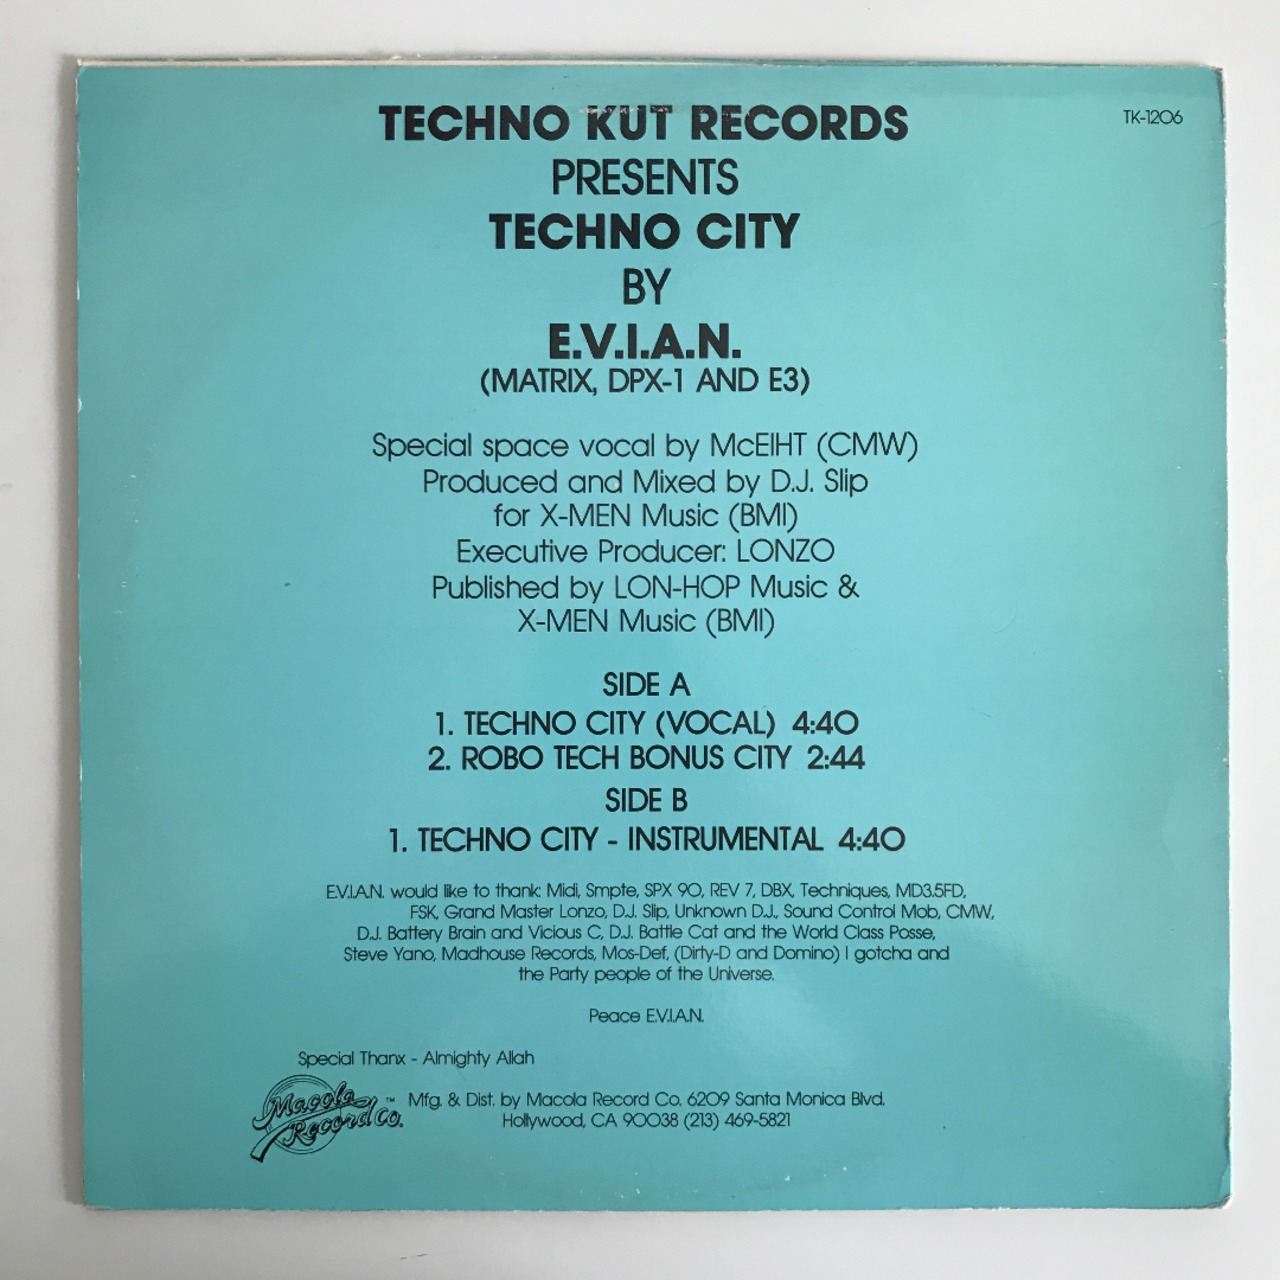 TECHNO KUT RECORDS
TK-1206
PRESENTS
TECHNO CITY
BY
E.V.I.A.N.
(MATRIX, DPX-1 AND E3)
Special space vocal by McEIHT (CMW)
Produced and Mixed by D.J. Slip
for X-MEN Music (BMI)
Executive Producer: LONZO
Published by LON-HOP Music &
X-MEN Music (BMI)
SIDE A
1. TECHNO CITY (VOCAL) 4:40
2. ROBO TECH BONUS CITY 2:44
SIDE B
1. TECHNO CITY - INSTRUMENTAL 4:40
E.V.I.A.N. would like to thank: Midi, Smpte, SPX 90, REV 7, DBX, Techniques, MD3.5FD,
FSK, Grand Master Lonzo, D.J. Slip, Unknown D.J., Sound Control Mob, CMW,
D.J. Battery Brain and Vicious C, D.J. Battle Cat and the World Class Posse,
Steve Yano, Madhouse Records, Mos-Def, (Dirty-D and Domino) I gotcha and
the Party people of the Universe.
Peace E.V.I.A.N.
Special Thanx - Almighty Allah
Macola
Record Co.
™ Mfg. & Dist. by Macola Record Co. 6209 Santa Monica Blvd.
Hollywood, CA 90038 (213) 469-5821